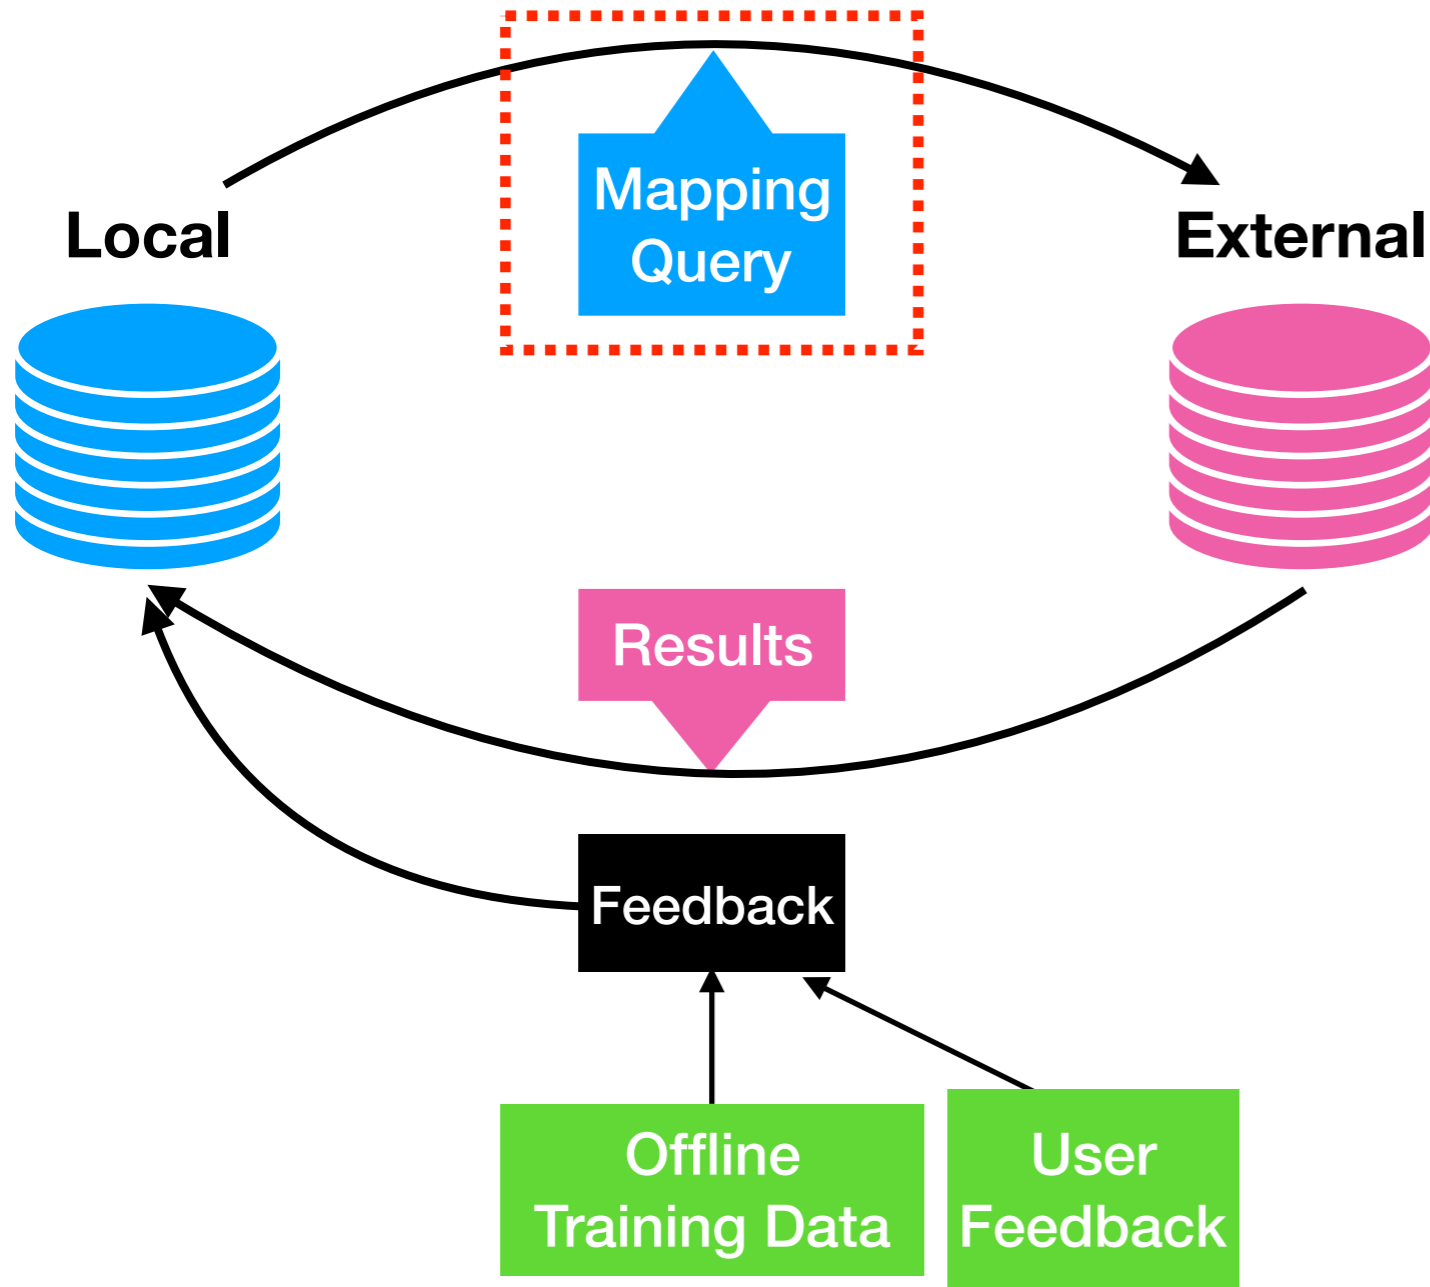 Local
Mapping
Query
External
Results
Feedback
Offline
Training Data
User
Feedback